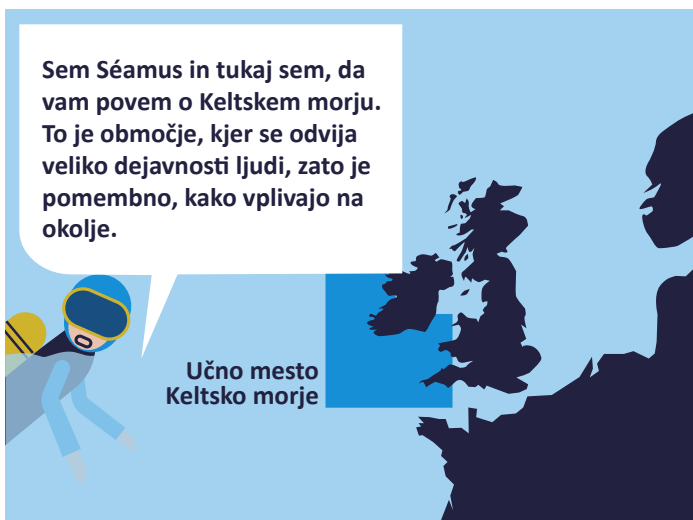 Sem Séamus in tukaj sem, da
vam povem o Keltskem morju.
To je območje, kjer se odvija
veliko dejavnosti ljudi, zato je
pomembno, kako vplivajo na
okolje.
Učno mesto
Keltsko morje